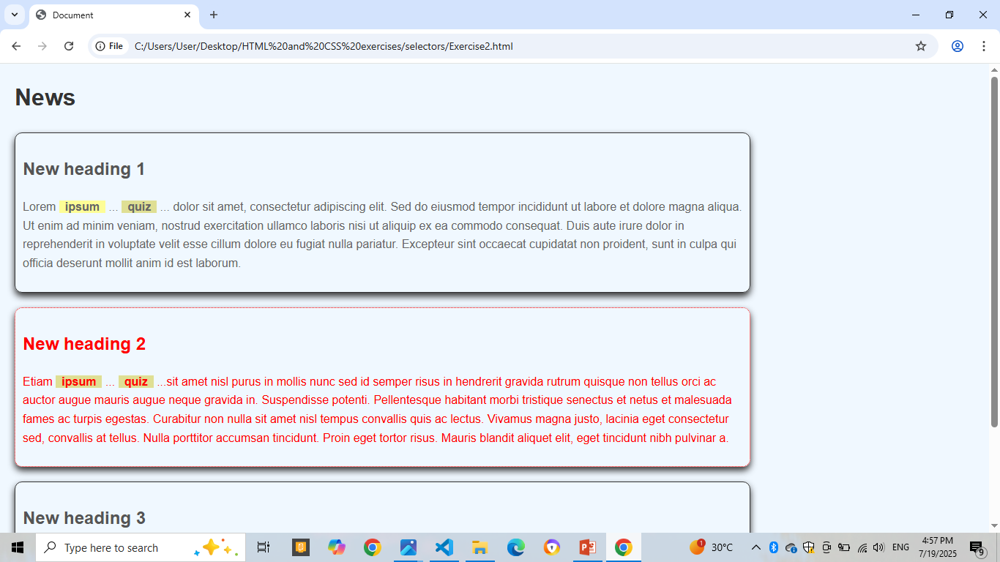 Document
File
C:/Users/User/Desktop/HTML%20and%20CSS%20exercises/selectors/Exercise2.html
News
New heading 1
Lorem ipsum ... quiz ... dolor sit amet, consectetur adipiscing elit. Sed do eiusmod tempor incididunt ut labore et dolore magna aliqua.
Ut enim ad minim veniam, nostrud exercitation ullamco laboris nisi ut aliquip ex ea commodo consequat. Duis aute irure dolor in
reprehenderit in voluptate velit esse cillum dolore eu fugiat nulla pariatur. Excepteur sint occaecat cupidatat non proident, sunt in culpa qui
officia deserunt mollit anim id est laborum.
New heading 2
Etiam ipsum ... quiz ...sit amet nisl purus in mollis nunc sed id semper risus in hendrerit gravida rutrum quisque non tellus orci ac
auctor augue mauris augue neque gravida in. Suspendisse potenti. Pellentesque habitant morbi tristique senectus et netus et malesuada
fames ac turpis egestas. Curabitur non nulla sit amet nisl tempus convallis quis ac lectus. Vivamus magna justo, lacinia eget consectetur
sed, convallis at tellus. Nulla porttitor accumsan tincidunt. Proin eget tortor risus. Mauris blandit aliquet elit, eget tincidunt nibh pulvinar a.
New heading 3
Type here to search
1
30°C
ENG
4:57 PM
7/19/2025
9